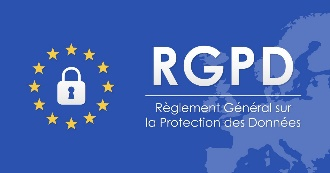 RGPD
Règlement Général sur
la Protection des Données